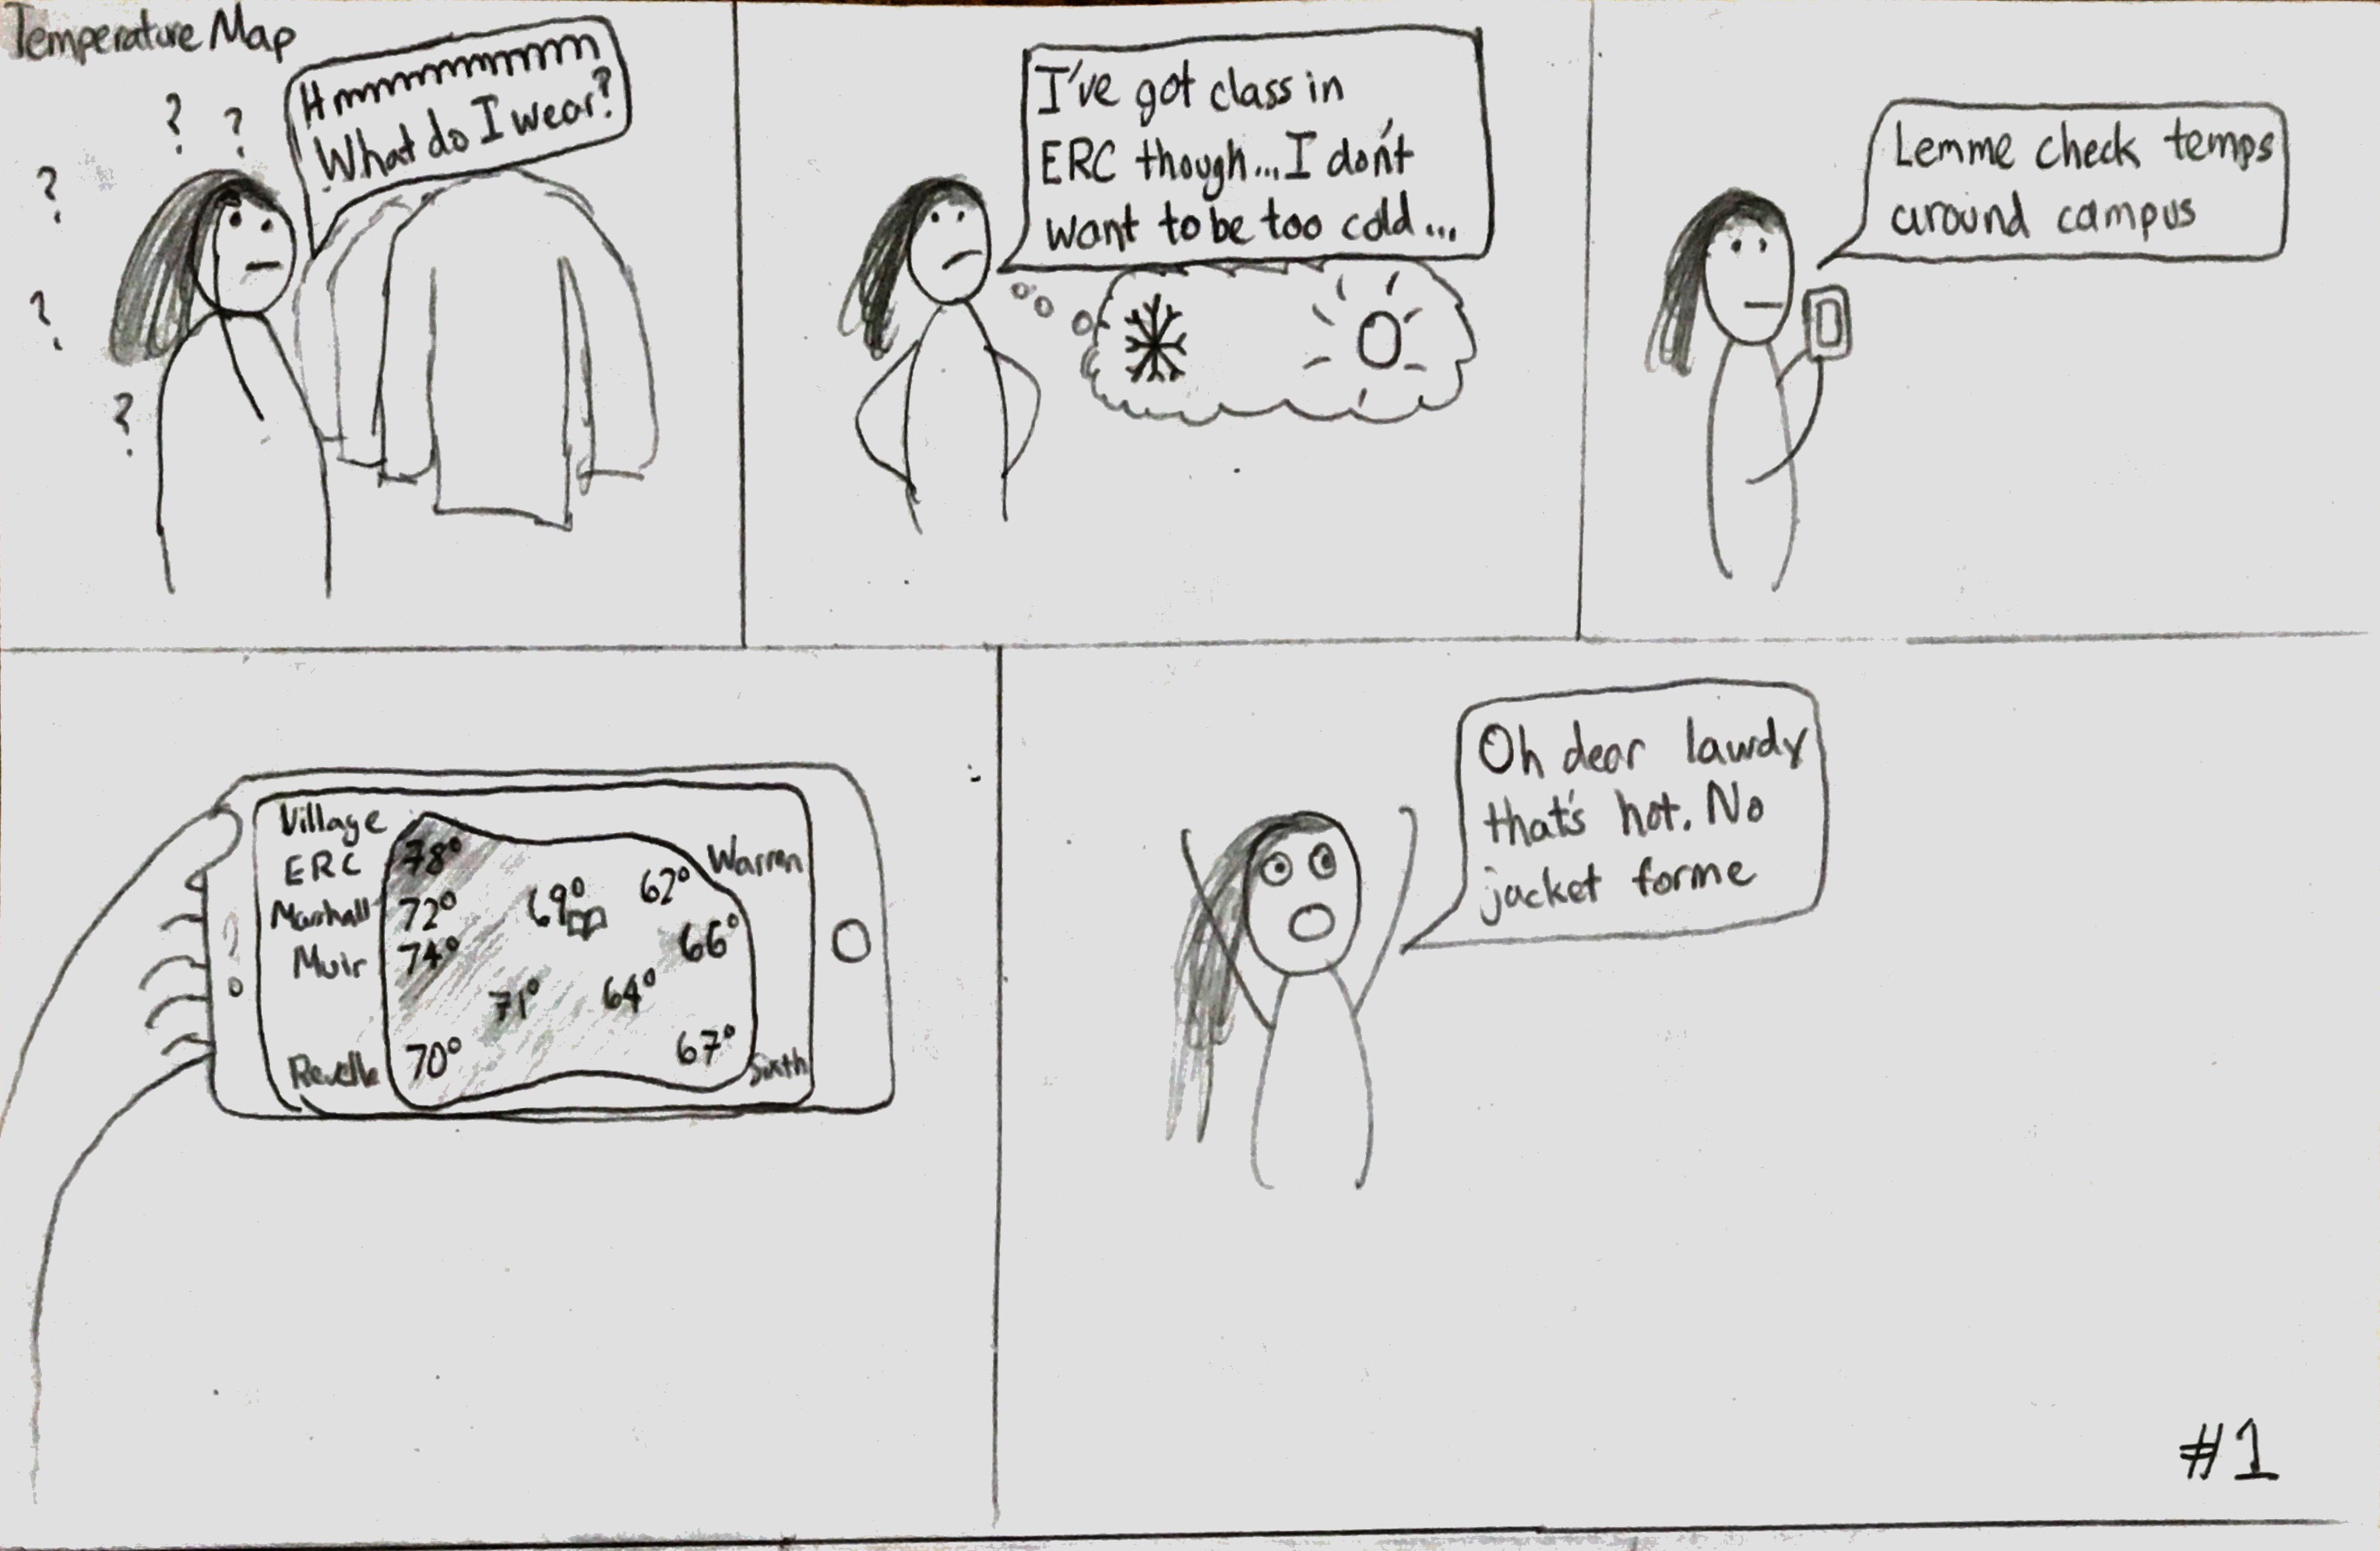 Temperature Map
Hmmmmmmmmm
What do I wear?
? ? ? ? ?
I've got class in
ERC though...I don't
want to be too cold...
Lemme check temps
around campus
Village
ERC
Marshall
Muir
Revelle
78°
72°
74°
70°
69°
71°
62°
66°
64°
67°
Warren
Sixth
Oh dear lawdy
that's hot. No
jacket for me
#1